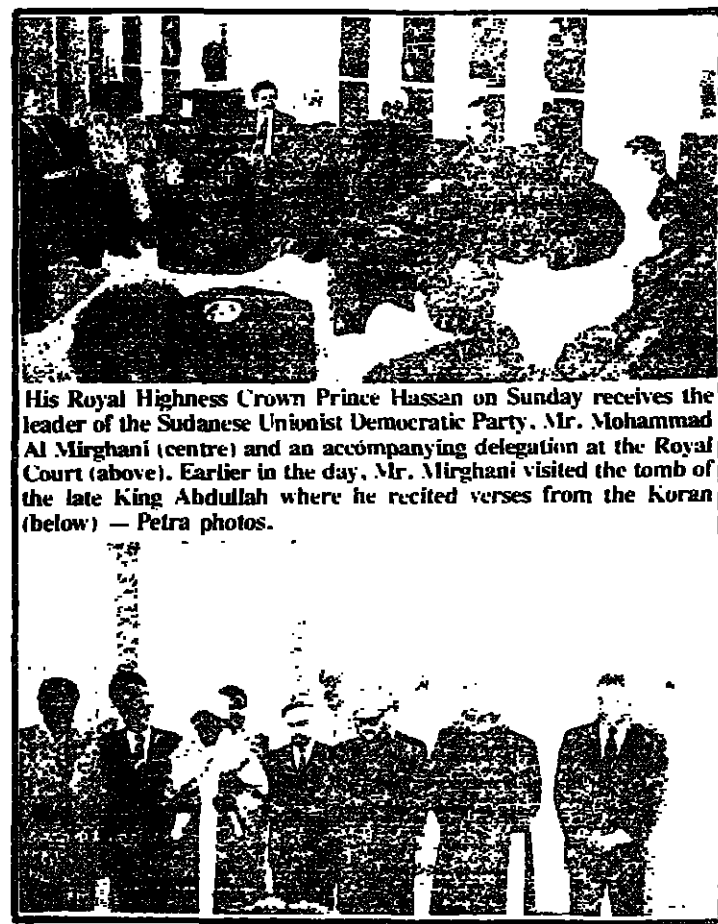 His Royal Highness Crown Prince Hassan on Sunday receives the
leader of the Sudanese Unionist Democratic Party, Mr. Mohammad
Al Mirghani (centre) and an accompanying delegation at the Royal
Court (above). Earlier in the day, Mr. Mirghani visited the tomb of
the late King Abdullah where he recited verses from the Koran
(below) — Petra photos.